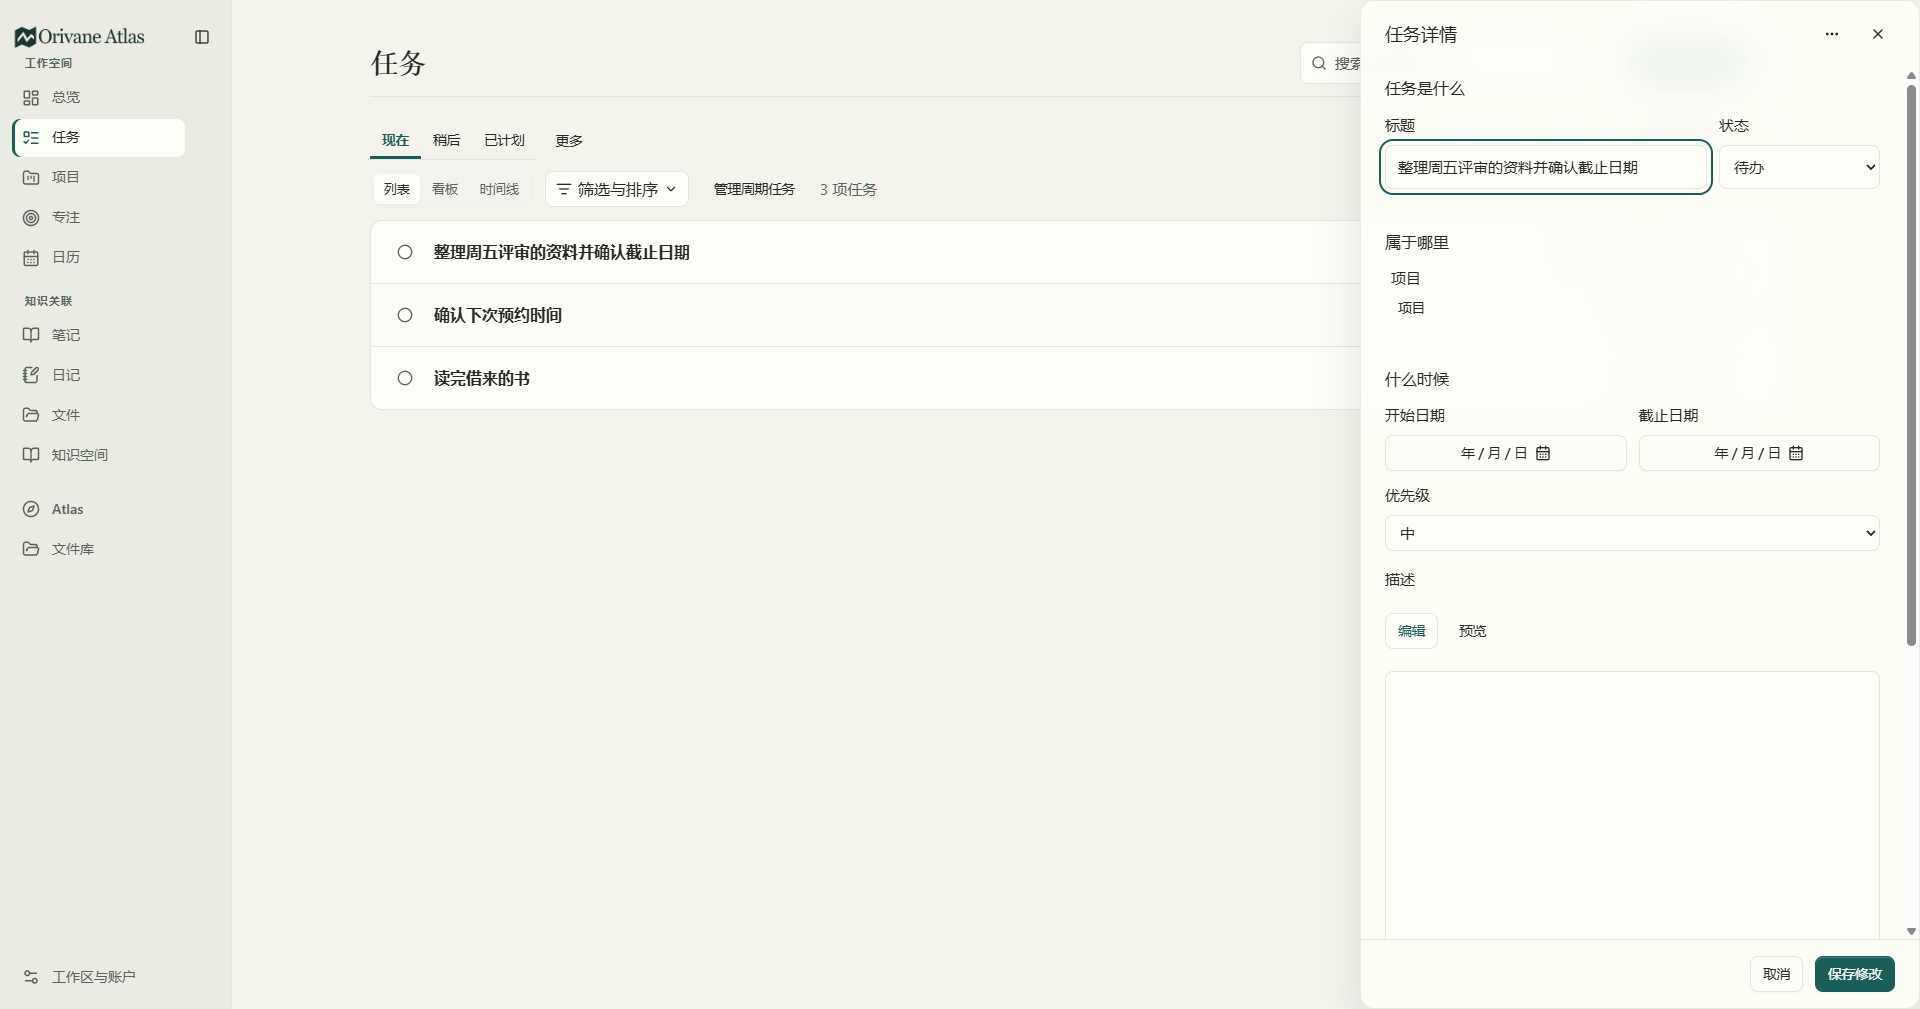 Orivane Atlas
工作空间
总览
任务
项目
专注
日历
知识关联
笔记
日记
文件
知识空间
Atlas
文件库
工作区与账户
任务
搜索
现在 稍后 已计划 更多
列表 看板 时间线 筛选与排序 管理周期任务 3 项任务
整理周五评审的资料并确认截止日期
确认下次预约时间
读完借来的书
任务详情
任务是什么
标题 状态
整理周五评审的资料并确认截止日期 待办
属于哪里
项目
项目
什么时候
开始日期 截止日期
年/月/日 年/月/日
优先级
中
描述
编辑 预览
取消 保存修改